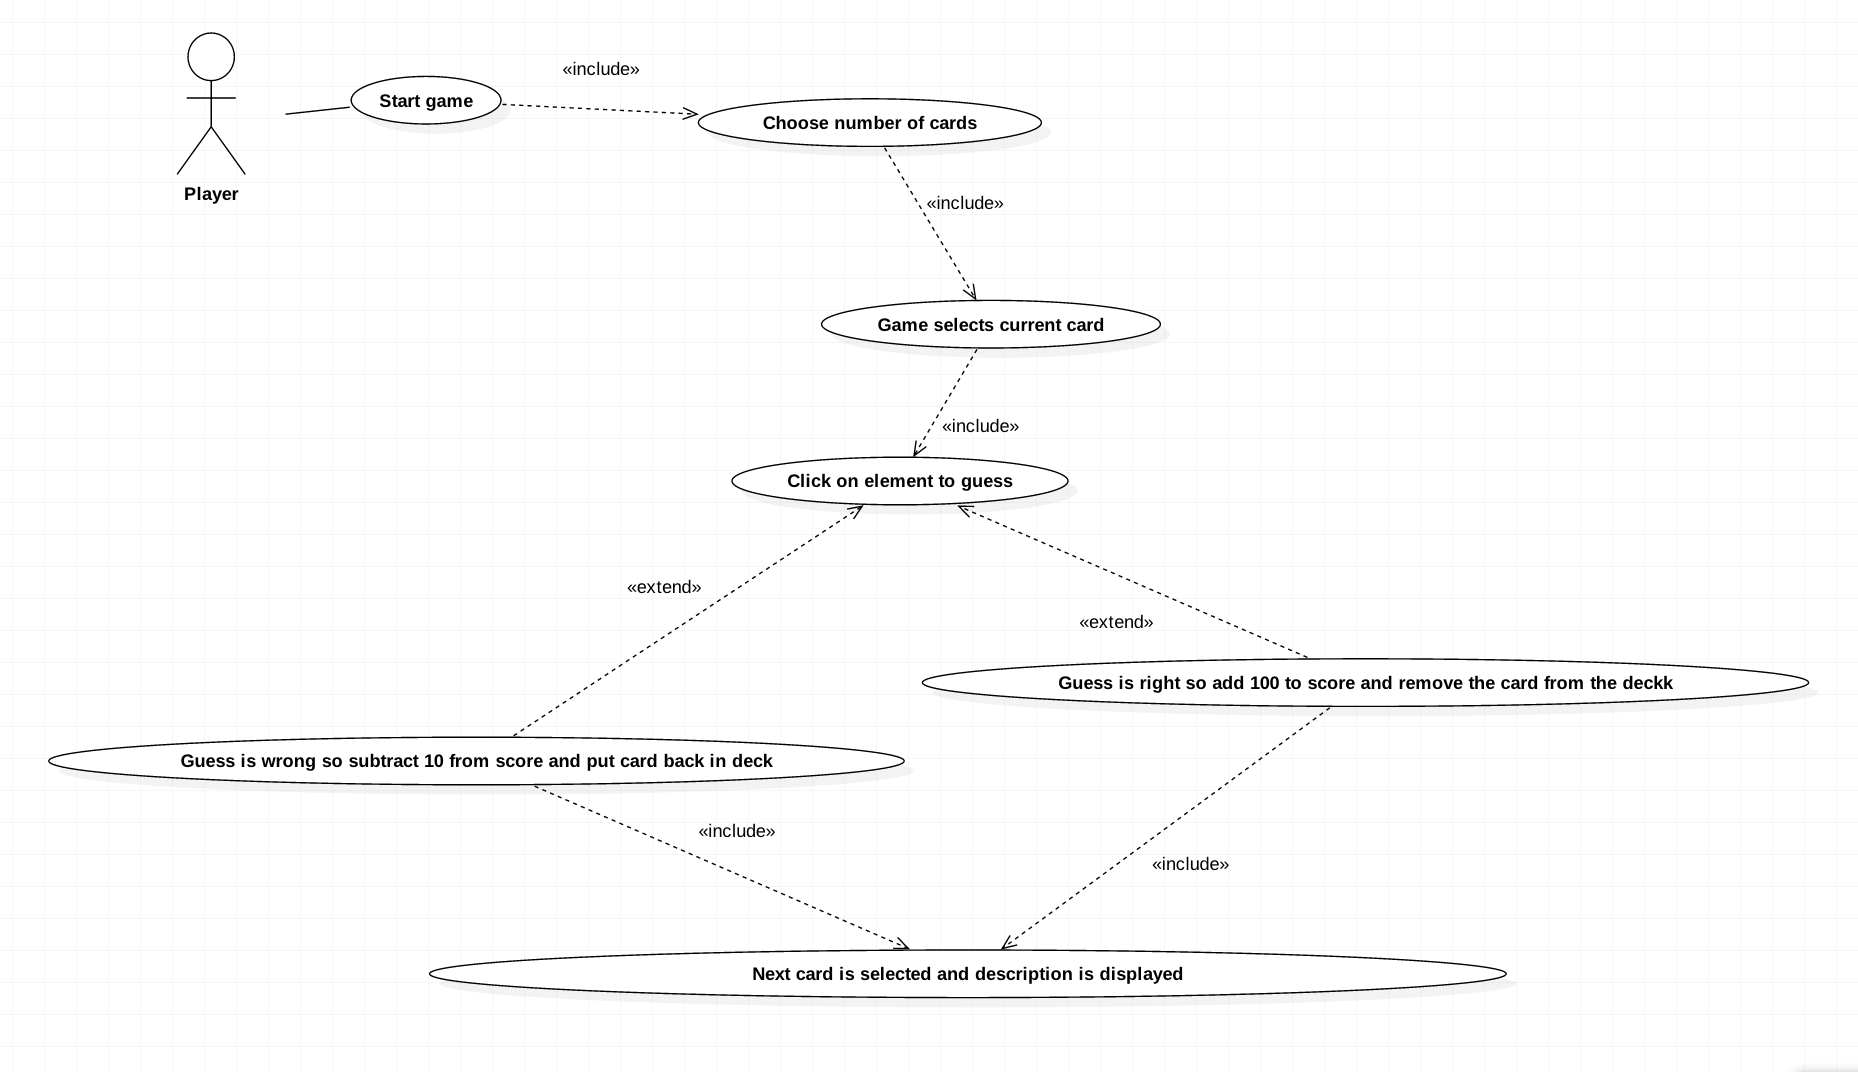 «include»
Start game
Choose number of cards
Player
«include»
Game selects current card
«include»
Click on element to guess
«extend»
«extend»
Guess is right so add 100 to score and remove the card from the deckk
Guess is wrong so subtract 10 from score and put card back in deck
«include»
«include»
Next card is selected and description is displayed